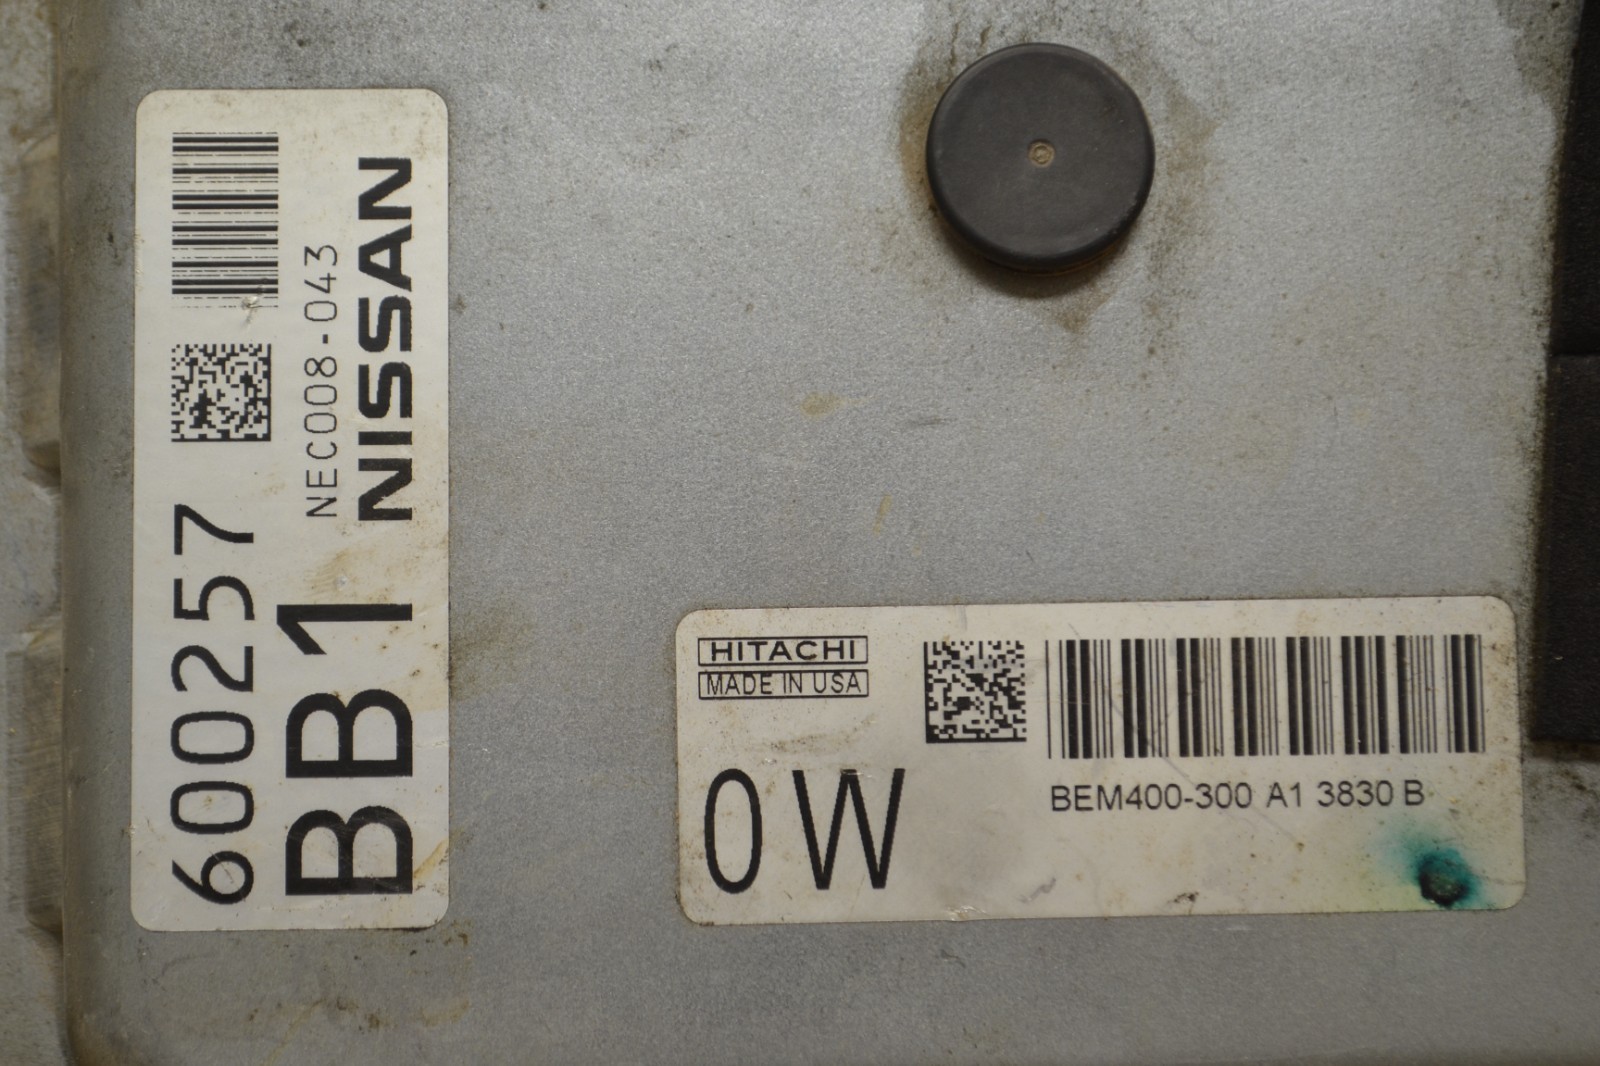 600257
BB1
NEC008-043
NISSAN
HITACHI
MADE IN USA
0W
BEM400-300 A1 3830 B